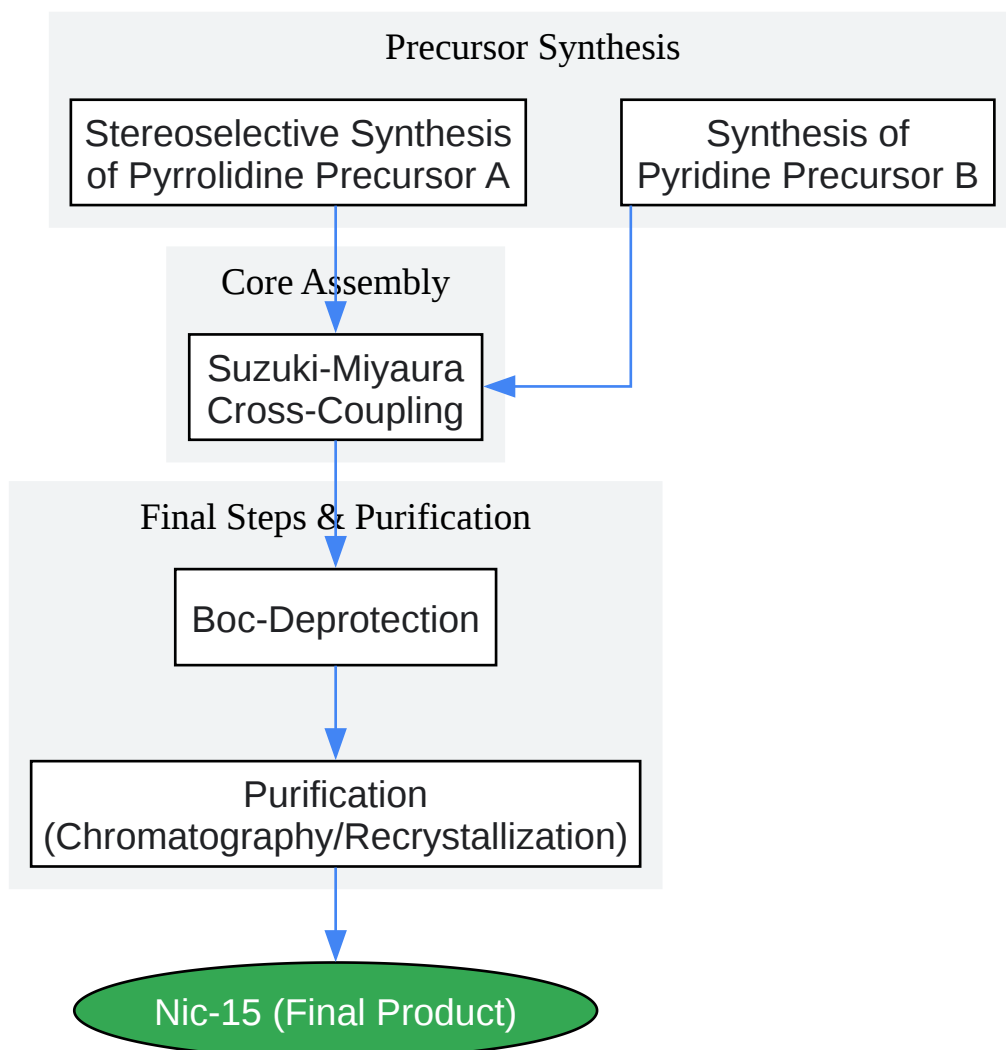 Precursor Synthesis
Stereoselective Synthesis
of Pyrrolidine Precursor A
Synthesis of
Pyridine Precursor B
Core Assembly
Suzuki-Miyaura
Cross-Coupling
Final Steps & Purification
Boc-Deprotection
Purification
(Chromatography/Recrystallization)
Nic-15 (Final Product)